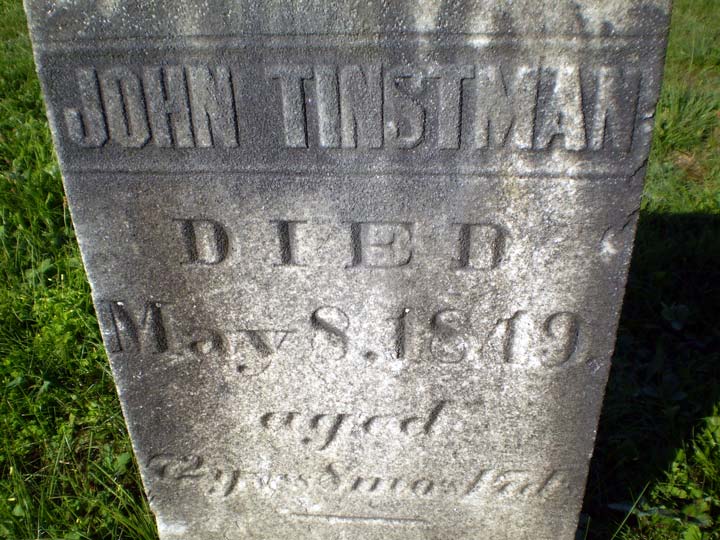 JOHN TINSTMAN
DIED
May 8, 1849,
aged